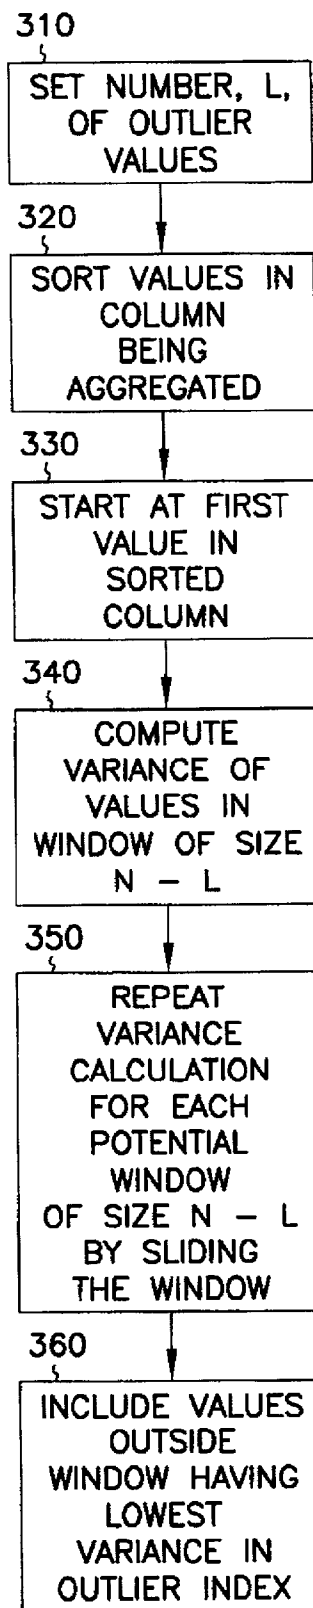 310
SET NUMBER, L,
OF OUTLIER
VALUES
320
SORT VALUES IN
COLUMN
BEING
AGGREGATED
330
START AT FIRST
VALUE IN
SORTED
COLUMN
340
COMPUTE
VARIANCE OF
VALUES IN
WINDOW OF SIZE
N – L
350
REPEAT
VARIANCE
CALCULATION
FOR EACH
POTENTIAL
WINDOW
OF SIZE N – L
BY SLIDING
THE WINDOW
360
INCLUDE VALUES
OUTSIDE
WINDOW HAVING
LOWEST
VARIANCE IN
OUTLIER INDEX